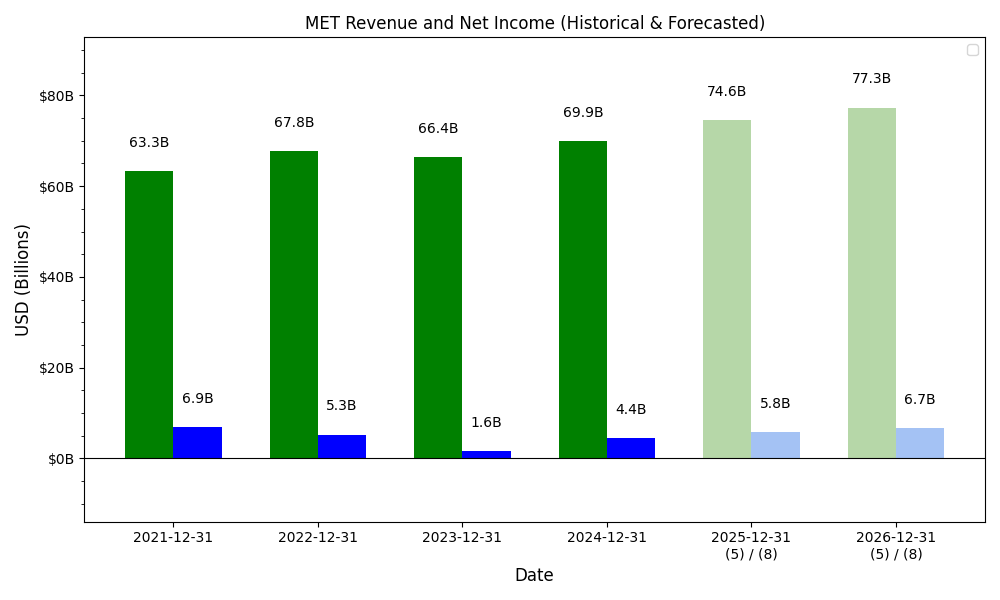 MET Revenue and Net Income (Historical & Forecasted)
USD (Billions)
$80B
$60B
$40B
$20B
$0B
63.3B
6.9B
67.8B
5.3B
66.4B
1.6B
69.9B
4.4B
74.6B
5.8B
77.3B
6.7B
2021-12-31
2022-12-31
2023-12-31
2024-12-31
2025-12-31
(5) / (8)
2026-12-31
(5) / (8)
Date